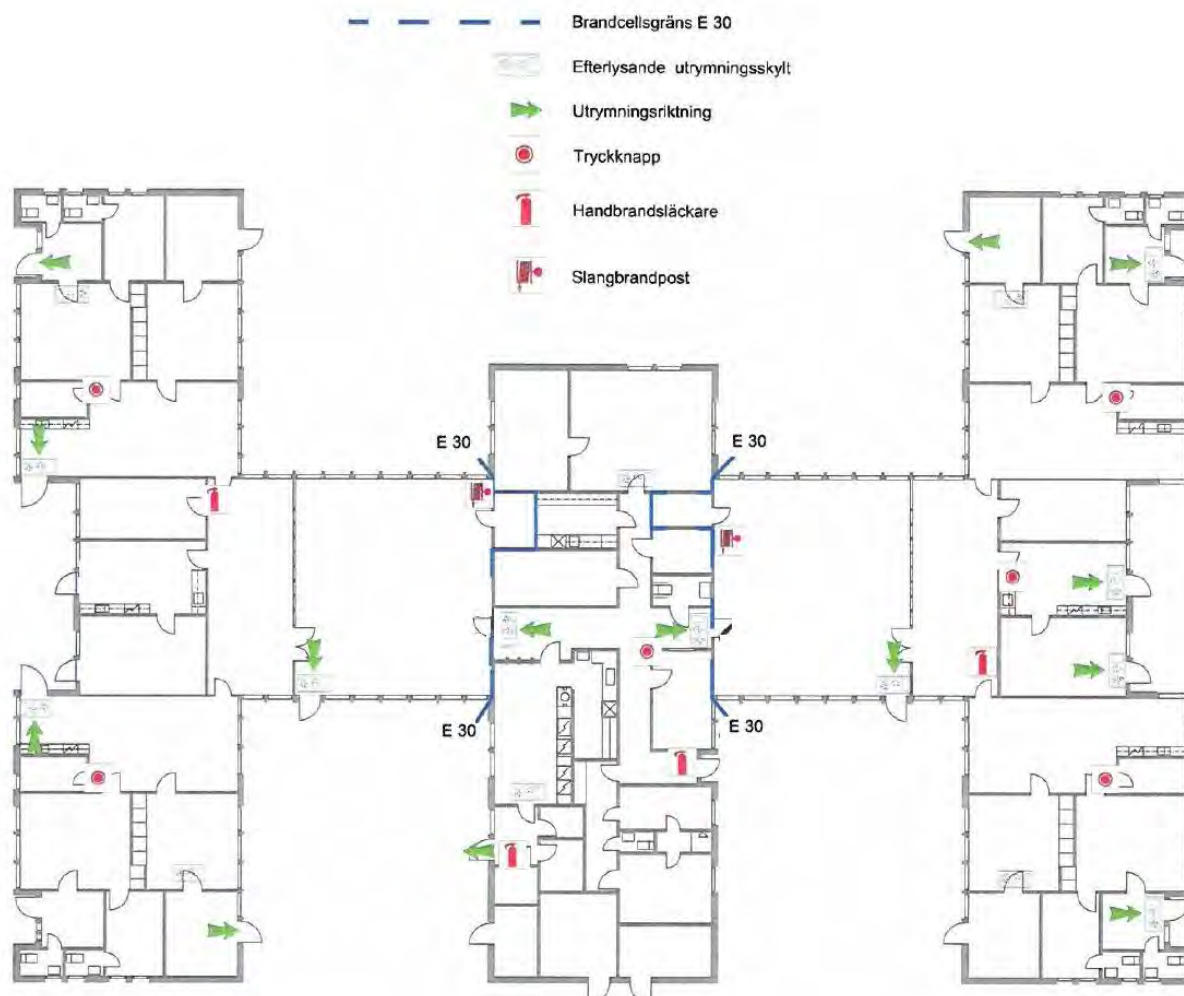 Brandcellsgräns E 30
Efterlysande utrymningsskylt
Utrymningsriktning
Tryckknapp
Handbrandsläckare
Slangbrandpost
E 30
E 30
E 30
E 30